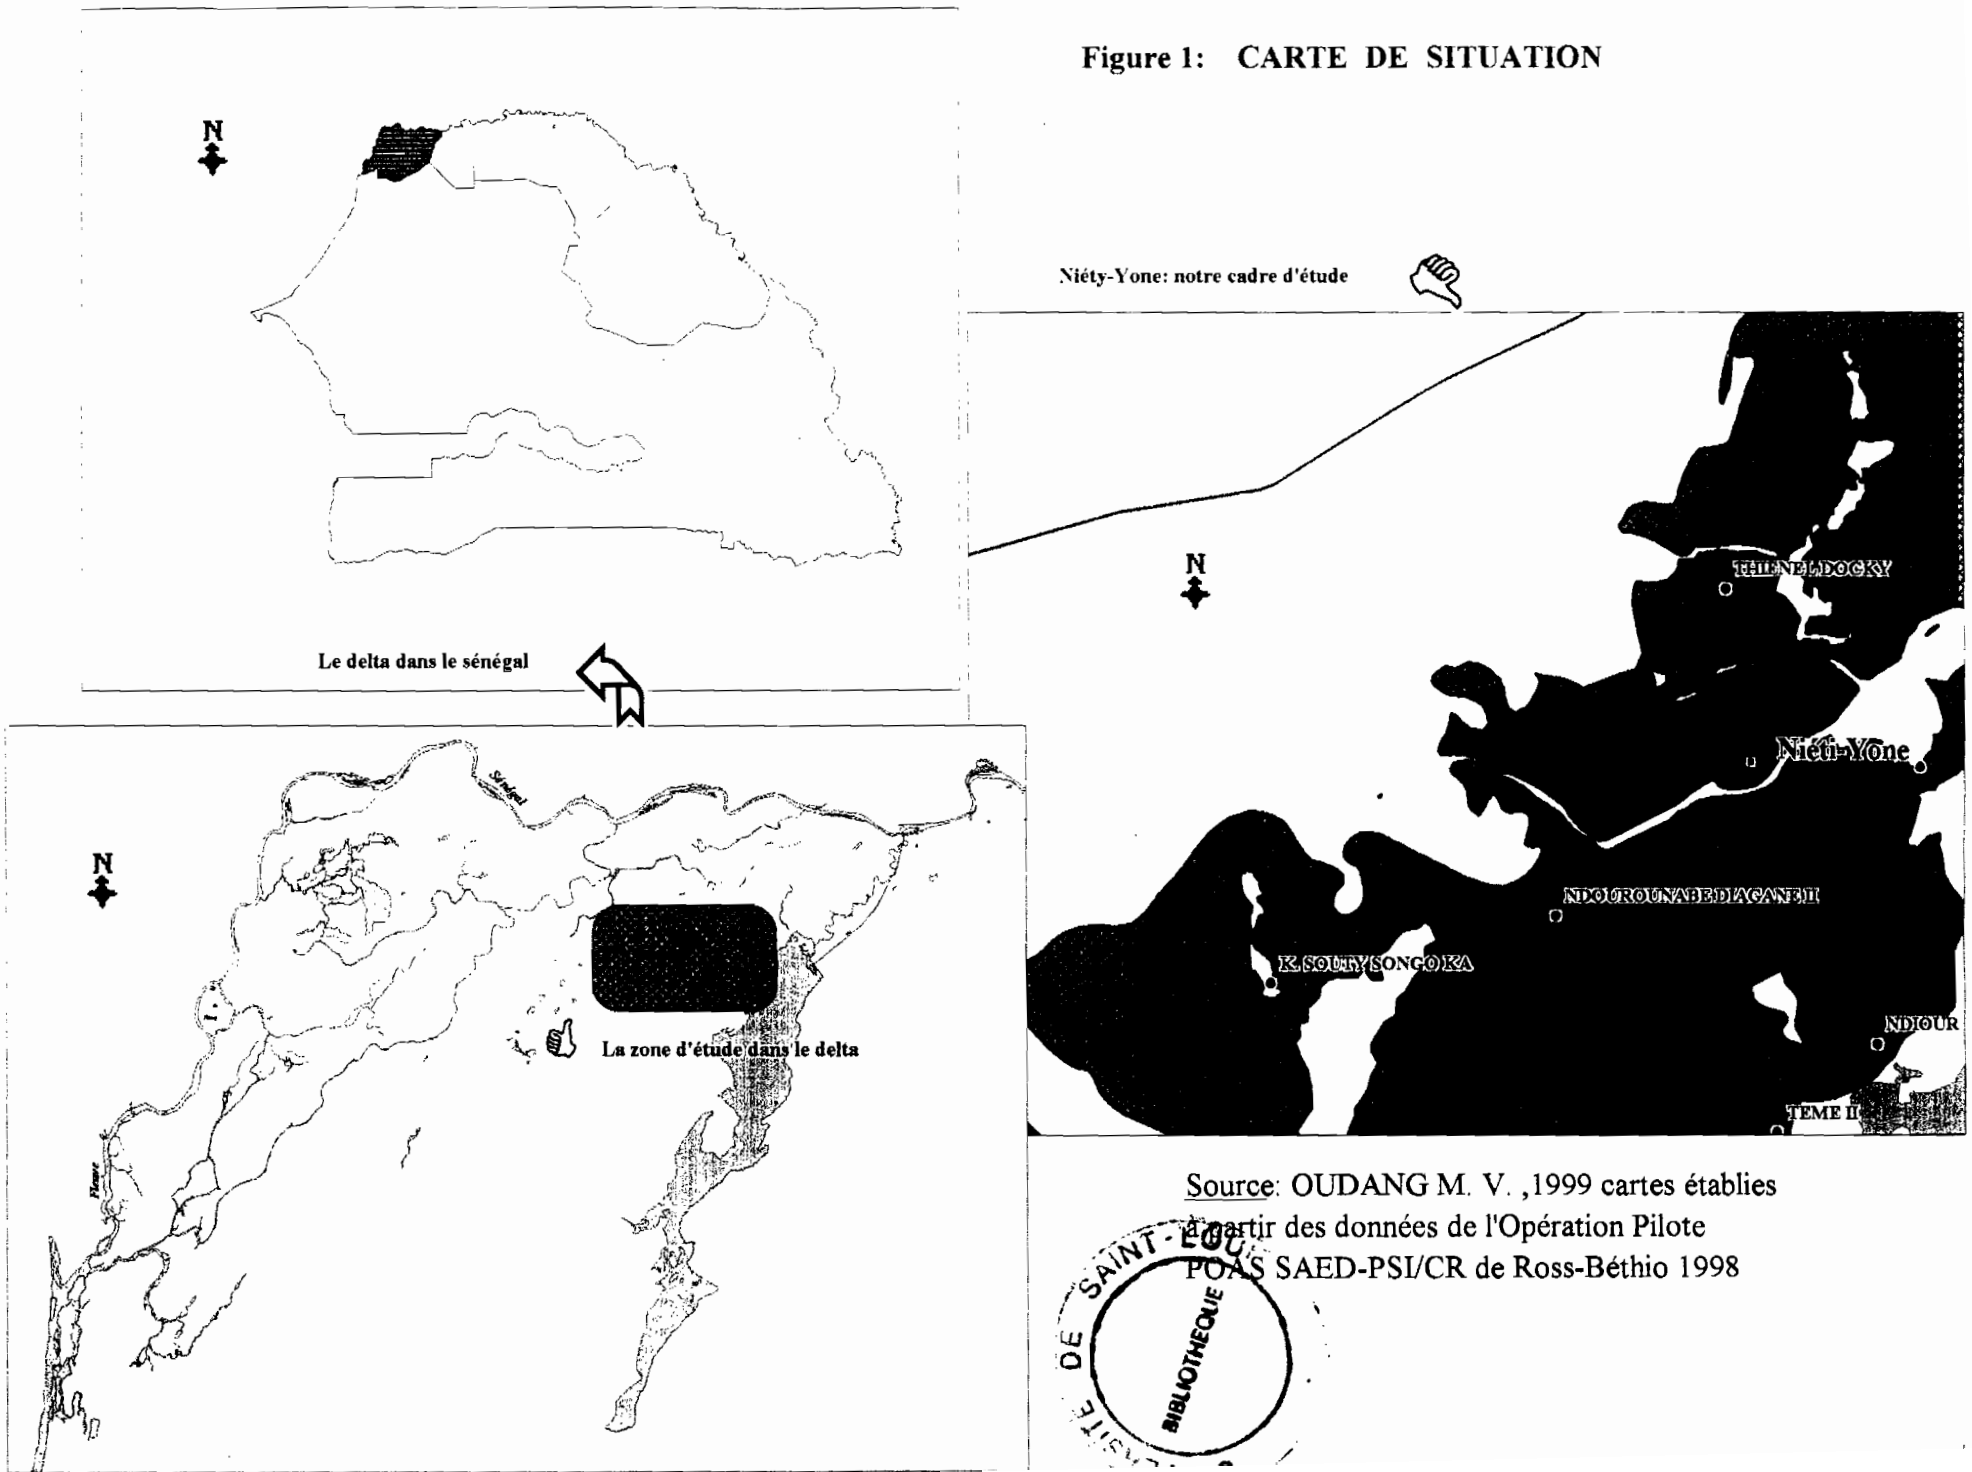 Figure 1: CARTE DE SITUATION
N
Le delta dans le sénégal
Niéty-Yone: notre cadre d'étude
N
THIENEL DOCKY
Niéti-Yone
NDOUROUNABE DIAGANE II
K. SOUTY SONGO KA
NDIOUR
TEME II
N
Sénégal
La zone d'étude dans le delta
Fleuve
Source: OUDANG M. V. ,1999 cartes établies
à partir des données de l'Opération Pilote
POAS SAED-PSI/CR de Ross-Béthio 1998
DE SAINT-LOU
BIBLIOTHEQUE